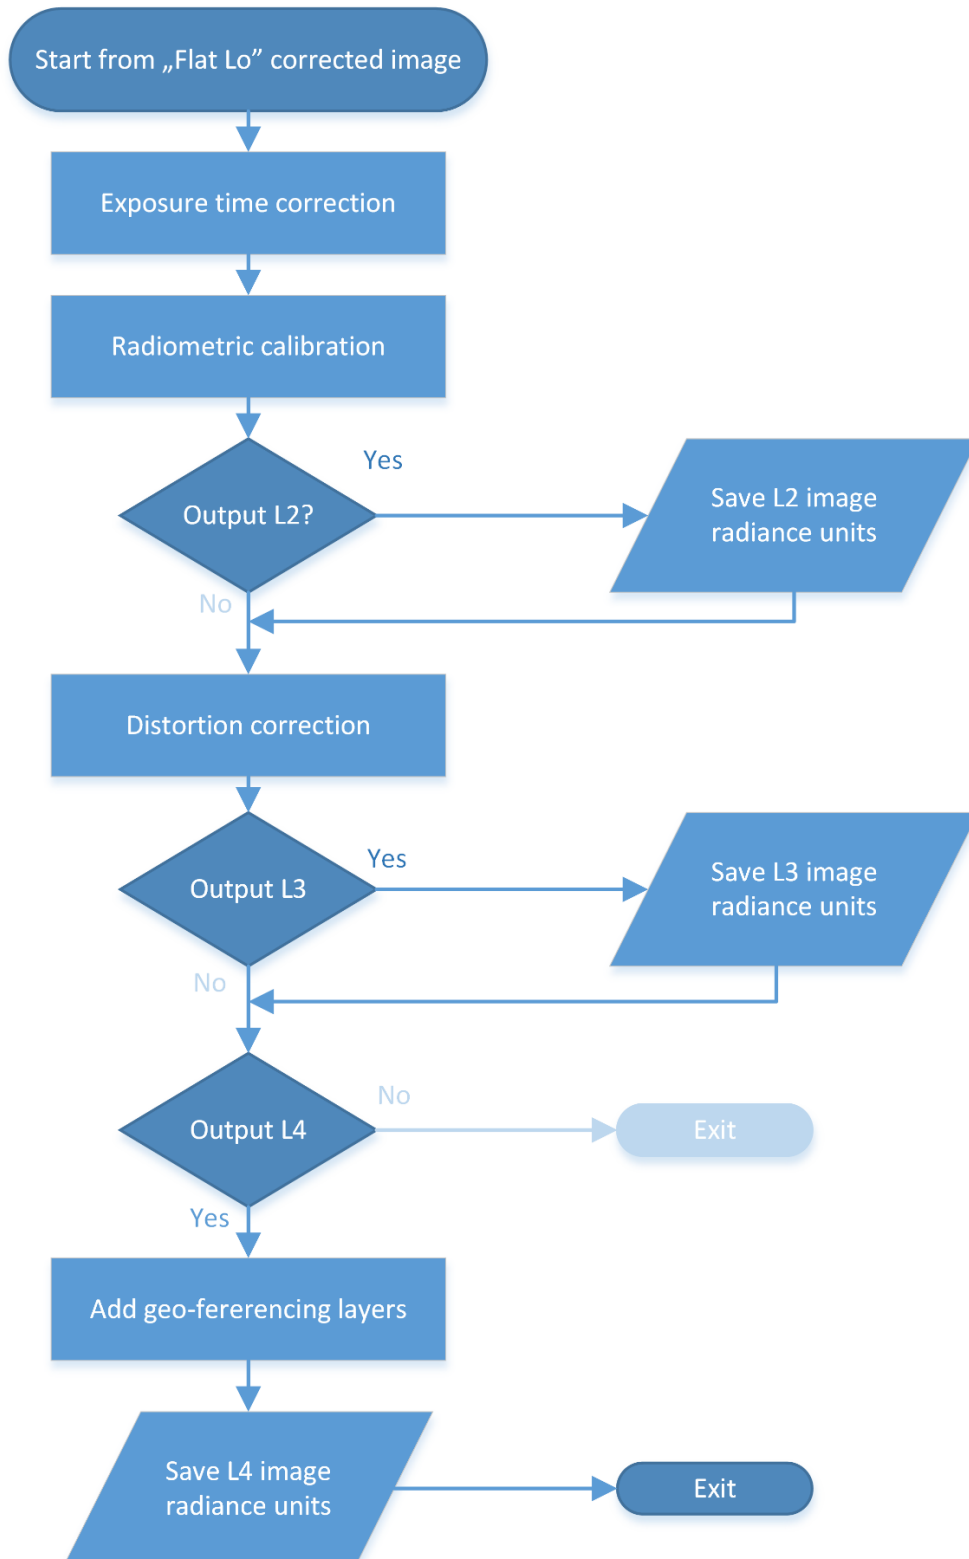 Start from „Flat Lo” corrected image
Exposure time correction
Radiometric calibration
Output L2?
Yes
Save L2 image
radiance units
No
Distortion correction
Output L3
Yes
Save L3 image
radiance units
No
Output L4
No
Exit
Yes
Add geo-fererencing layers
Save L4 image
radiance units
Exit